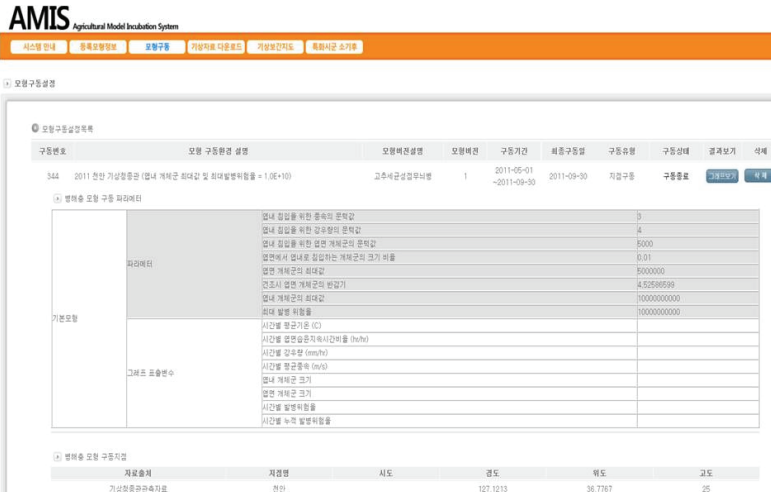 AMIS Agricultural Model Incubation System
시스템 안내 등록모형정보 모형구동 기상자료 다운로드 기상보간지도 특화시군 소기후
모형구동설정
모형구동설정목록
구동번호 모형 구동환경 설명 모형버전설명 모형버전 구동기간 최종구동일 구동유형 구동상태 결과보기 삭제
344 2011 천안 기상청종관 (엽내 개체군 최대값 및 최대발병위험율 = 1.0E+10) 고추세균성점무늬병 1 2011-05-01 ~2011-09-30 2011-09-30 지점구동 구동종료 그래프보기 삭제
병해충 모형 구동 파라메터
기본모형
파라메터
엽내 침입을 위한 풍속의 문턱값 3
엽내 침입을 위한 강우량의 문턱값 4
엽내 침입을 위한 엽면 개체군의 문턱값 5000
엽면에서 엽내로 침입하는 개체군의 크기 비율 0.01
엽면 개체군의 최대값 5000000
건조시 엽면 개체군의 반감기 4.52586599
엽내 개체군의 최대값 10000000000
최대 발병 위험율 10000000000
그래프 표출변수
시간별 평균기온 (C)
시간별 엽면습윤지속시간비율 (hr/hr)
시간별 강우량 (mm/hr)
시간별 평균풍속 (m/s)
엽내 개체군 크기
엽면 개체군 크기
시간별 발병위험율
시간별 누적 발병위험율
병해충 모형 구동지점
자료출처 지점명 시도 경도 위도 고도
기상청종관관측자료 천안 127.1213 36.7767 25